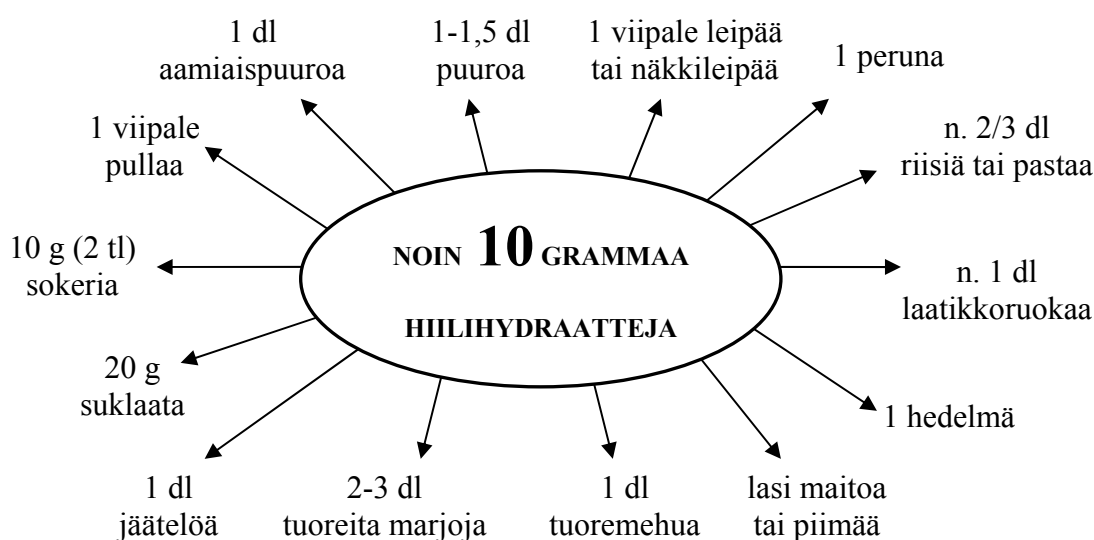 1 dl
aamiaispuuroa
1-1,5 dl
puuroa
1 viipale leipää
tai näkkileipää
1 peruna
n. 2/3 dl
riisiä tai pastaa
n. 1 dl
laatikkoruokaa
1 hedelmä
lasi maitoa
tai piimää
1 dl
tuoremehua
2-3 dl
tuoreita marjoja
1 dl
jäätelöä
20 g
suklaata
10 g (2 tl)
sokeria
1 viipale
pullaa
NOIN 10 GRAMMAA
HIILIHYDRAATTEJA